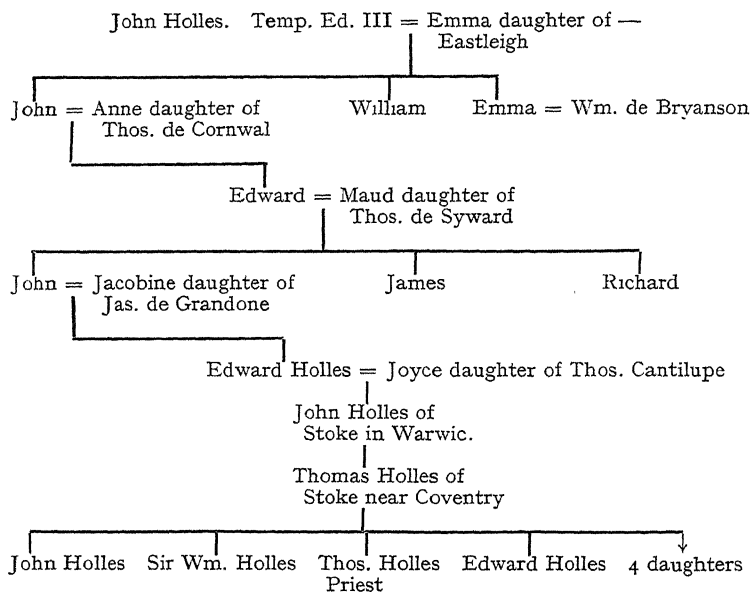 John Holles. Temp. Ed. III = Emma daughter of —
Eastleigh
John = Anne daughter of
Thos. de Cornwal
William
Emma = Wm. de Bryanson
Edward = Maud daughter of
Thos. de Syward
John = Jacobine daughter of
Jas. de Grandone
James
Richard
Edward Holles = Joyce daughter of Thos. Cantilupe
John Holles of
Stoke in Warwic.
Thomas Holles of
Stoke near Coventry
John Holles
Sir Wm. Holles
Thos. Holles
Priest
Edward Holles
4 daughters